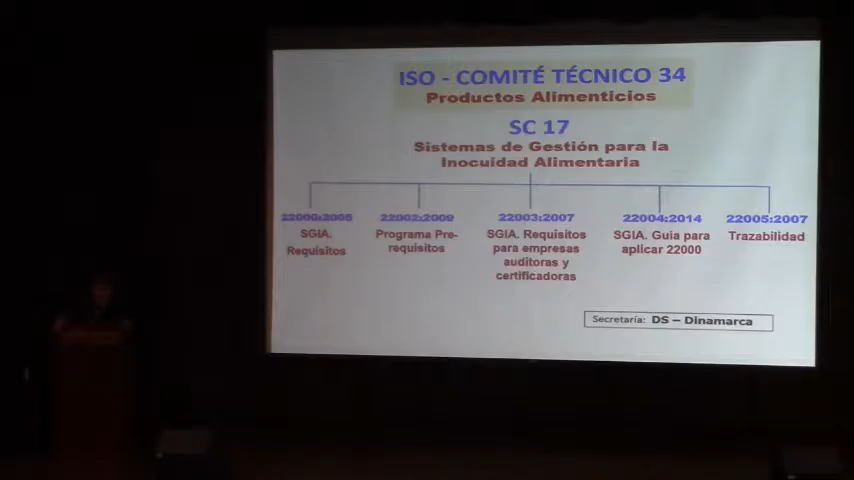 ISO - COMITÉ TÉCNICO 34
Productos Alimenticios
SC 17
Sistemas de Gestión para la
Inocuidad Alimentaria
22000:2005
SGIA.
Requisitos
22002:2009
Programa Pre-
requisitos
22003:2007
SGIA. Requisitos
para empresas
auditoras y
certificadoras
22004:2014
SGIA. Guia para
aplicar 22000
22005:2007
Trazabilidad
Secretaría: DS – Dinamarca